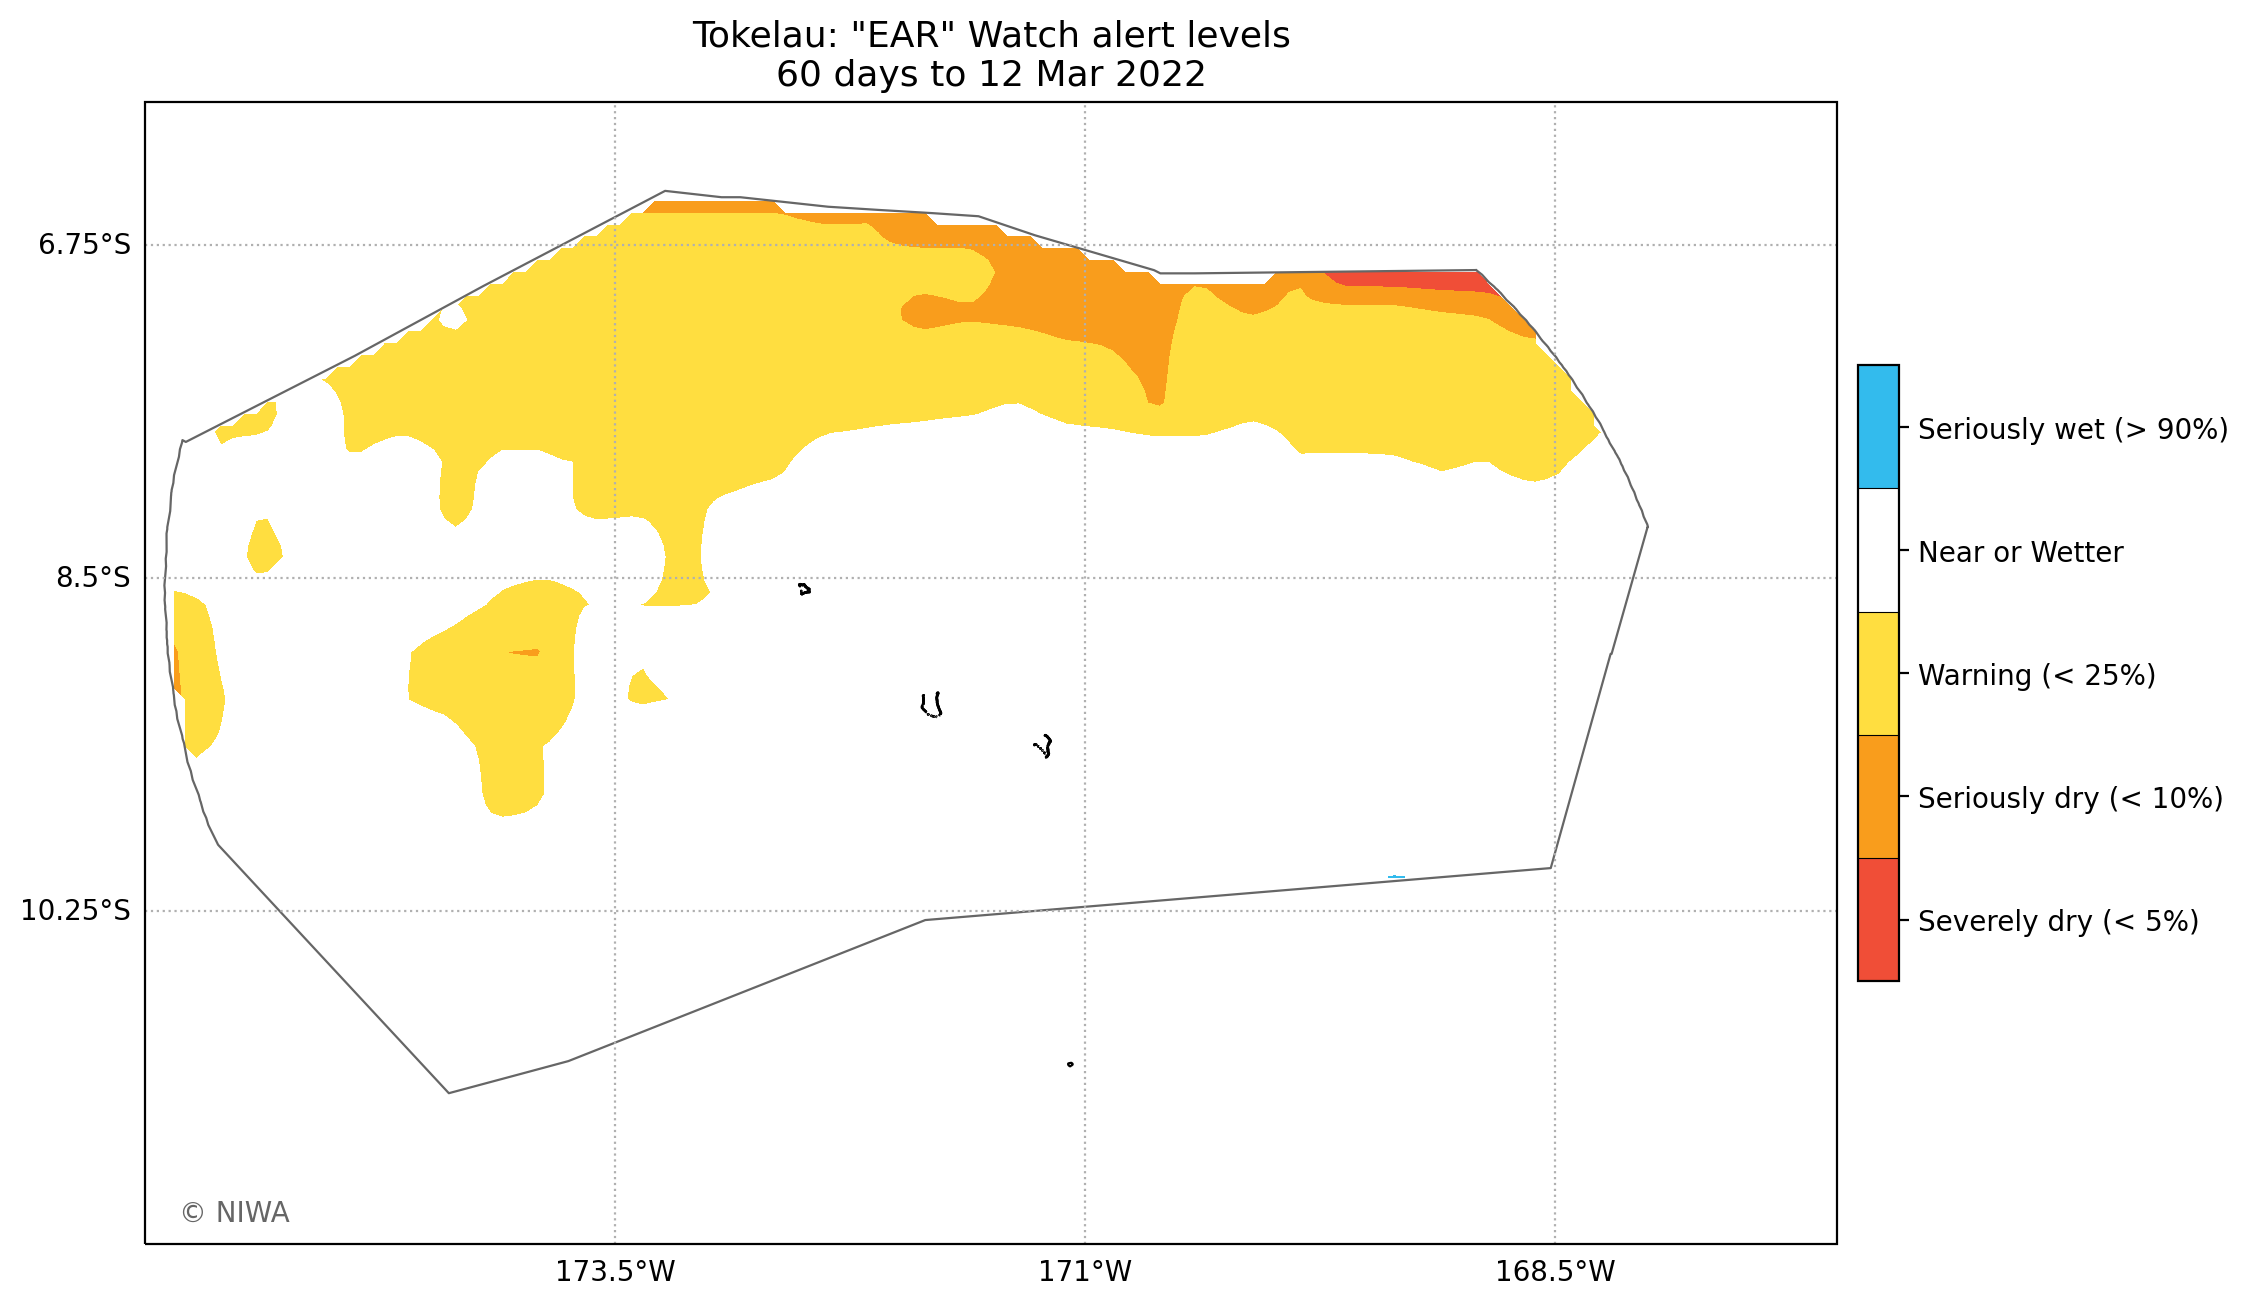 Tokelau: "EAR" Watch alert levels
60 days to 12 Mar 2022
6.75°S
8.5°S
10.25°S
173.5°W
171°W
168.5°W
Seriously wet (> 90%)
Near or Wetter
Warning (< 25%)
Seriously dry (< 10%)
Severely dry (< 5%)
© NIWA